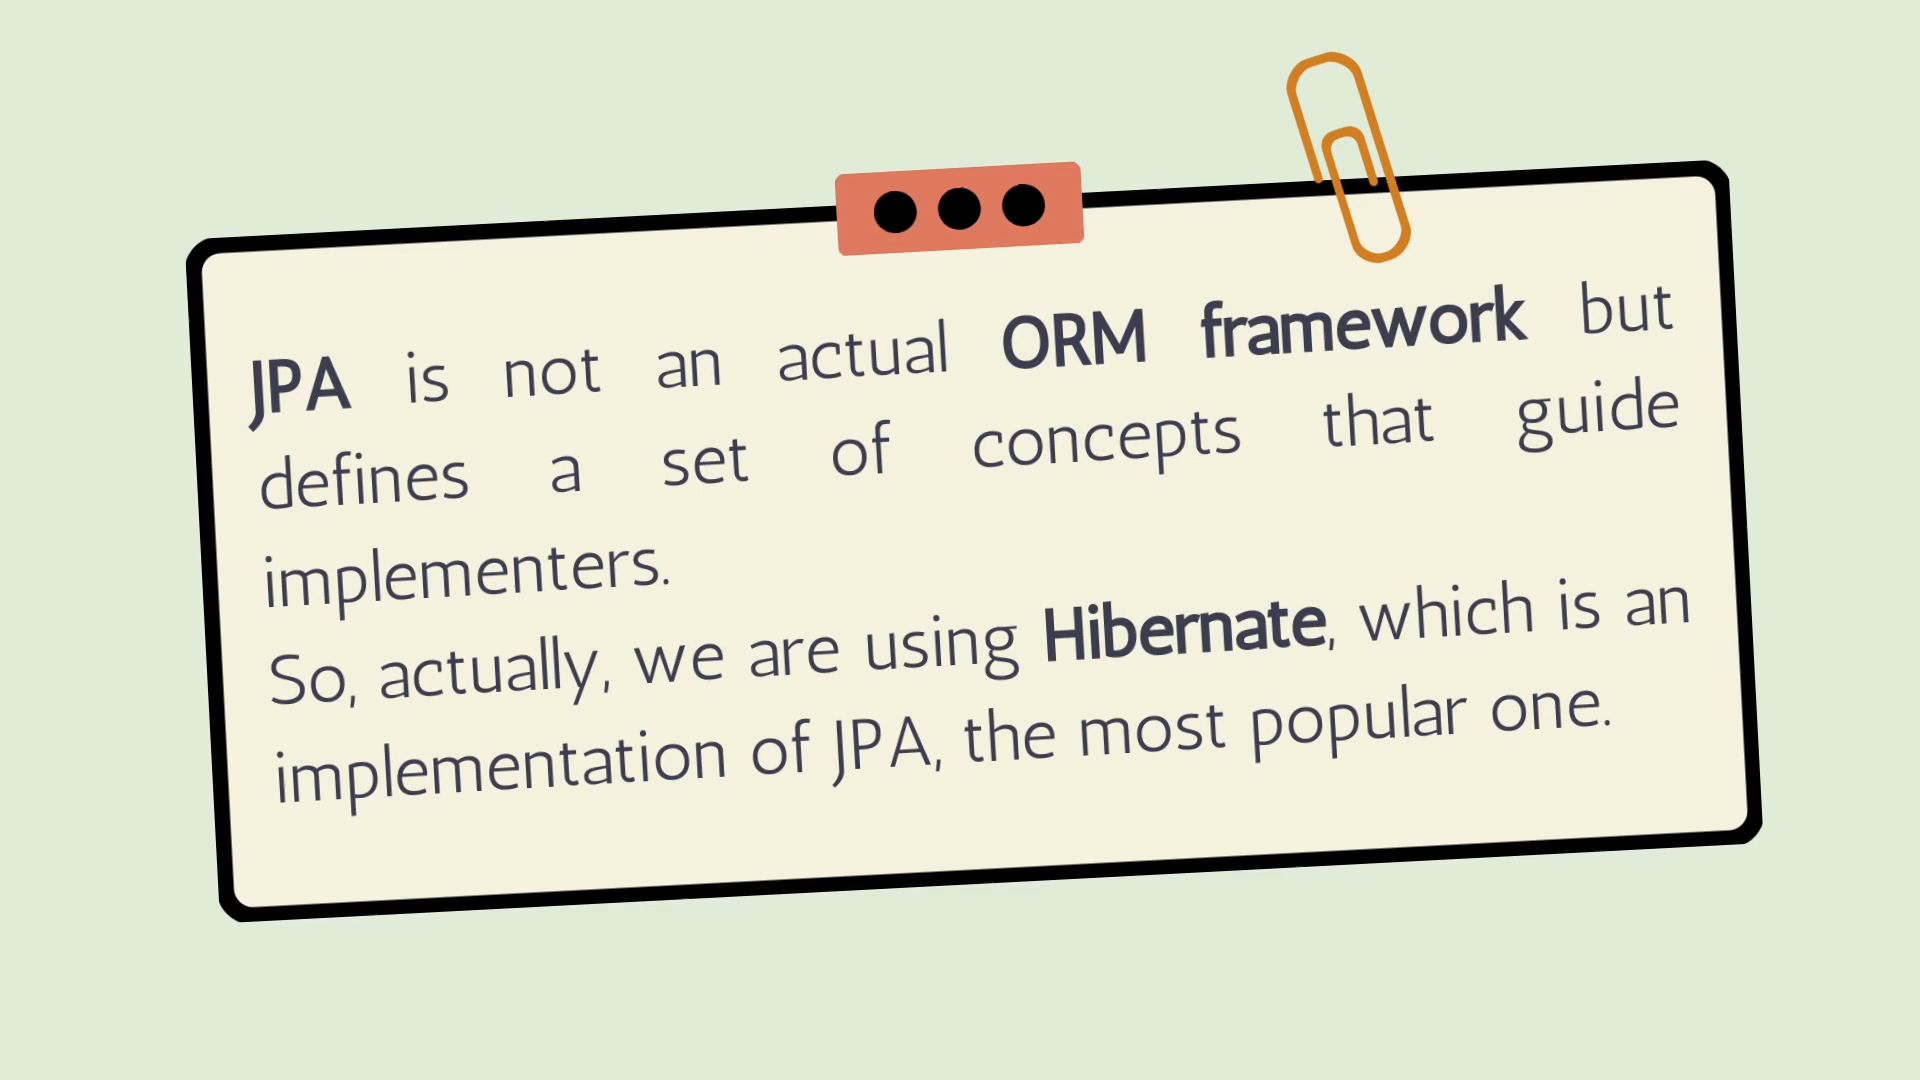 JPA is not an actual ORM framework but
defines a set of concepts that guide
implementers.
So, actually, we are using Hibernate, which is an
implementation of JPA, the most popular one.